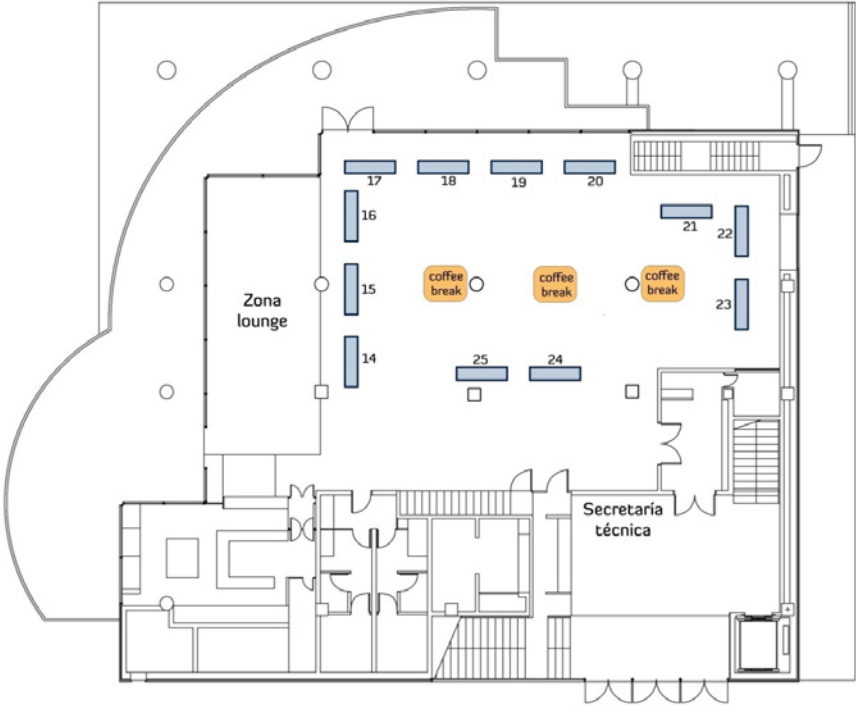 17
18
19
20
16
21
22
coffee
break
coffee
break
coffee
break
15
Zona
lounge
23
14
25
24
Secretaría
técnica